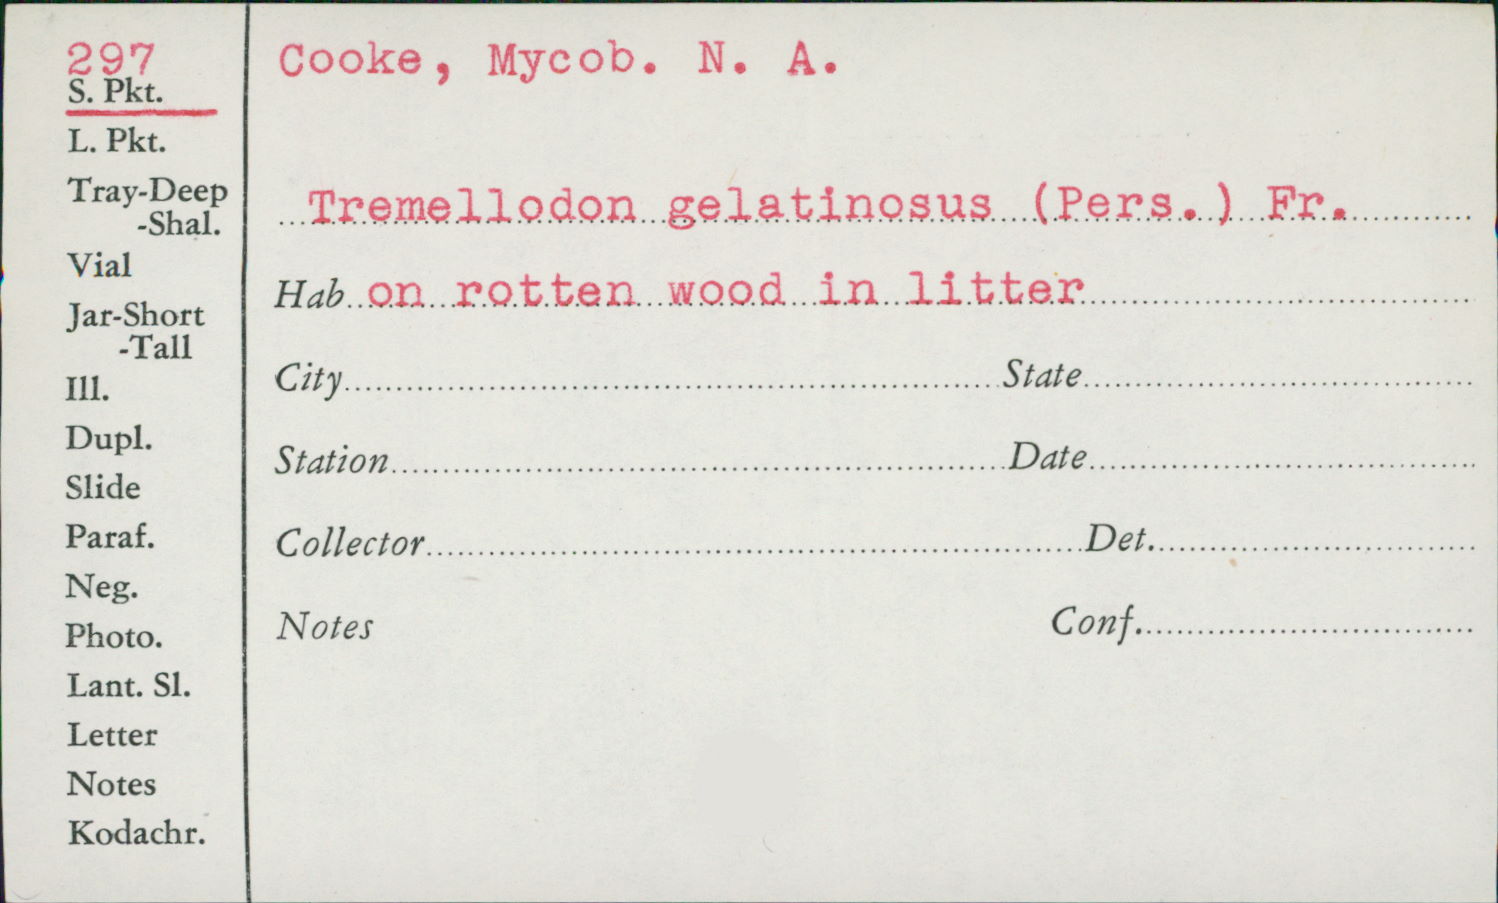 297
S. Pkt.
L. Pkt.
Tray-Deep
-Shal.
Vial
Jar-Short
-Tall
Ill.
Dupl.
Slide
Paraf.
Neg.
Photo.
Lant. Sl.
Letter
Notes
Kodachr.
Cooke, Mycob. N. A.
Tremellodon gelatinosus (Pers.) Fr.
Hab. on rotten wood in litter
City State
Station Date
Collector Det.
Notes Conf.